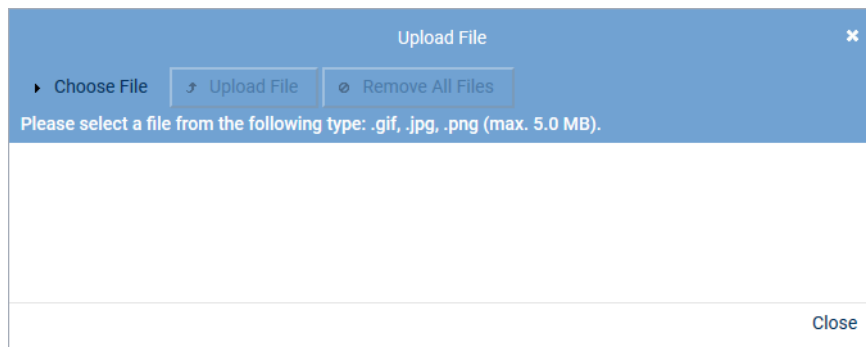 Upload File
Choose File Upload File Remove All Files
Please select a file from the following type: .gif, .jpg, .png (max. 5.0 MB).
Close